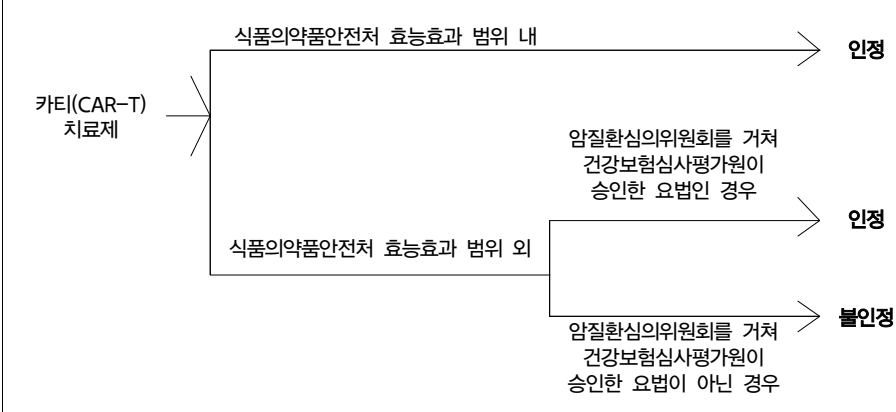 식품의약품안전처 효능효과 범위 내
인정
카티(CAR-T)
치료제
암질환심의위원회를 거쳐
건강보험심사평가원이
승인한 요법인 경우
인정
식품의약품안전처 효능효과 범위 외
불인정
암질환심의위원회를 거쳐
건강보험심사평가원이
승인한 요법이 아닌 경우